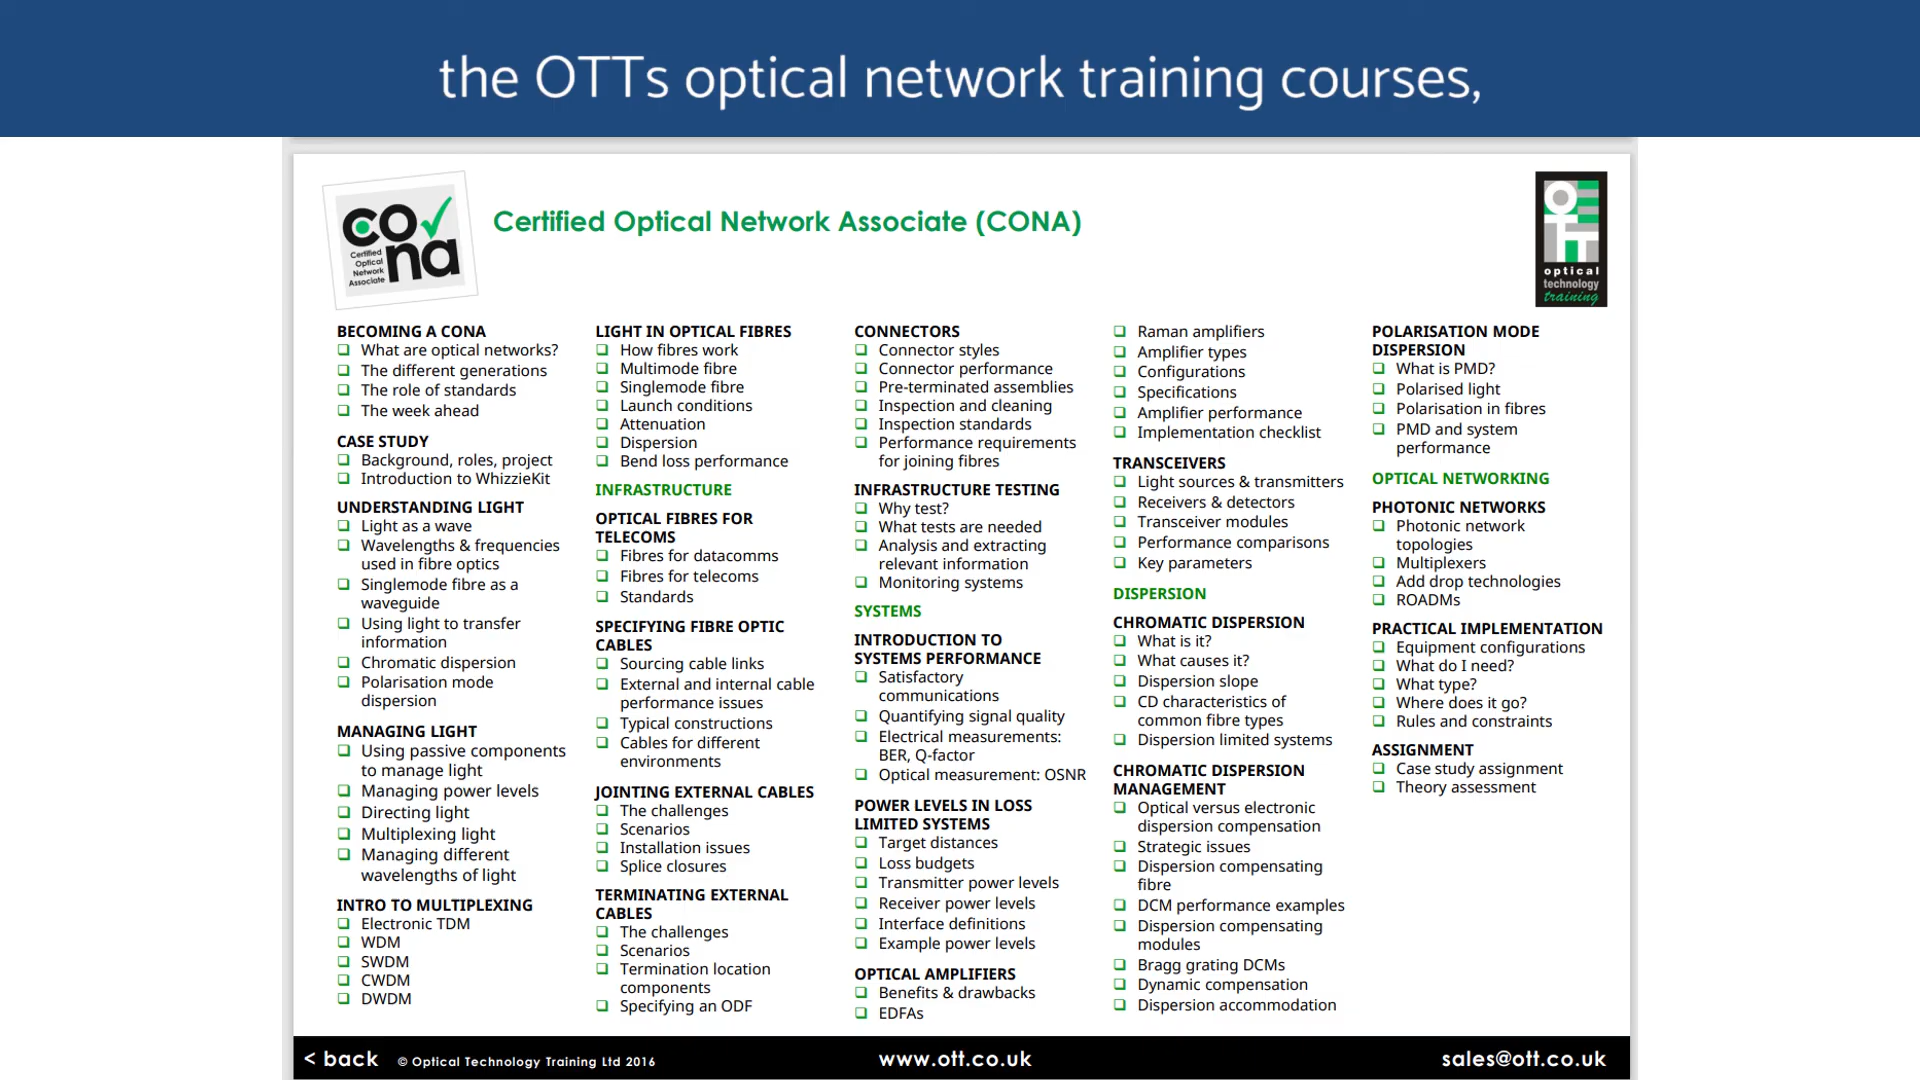 the OTTs optical network training courses,
co
na
Certified
Optical
Network
Associate
Certified Optical Network Associate (CONA)
OTT
optical
technology
training
BECOMING A CONA
What are optical networks?
The different generations
The role of standards
The week ahead
CASE STUDY
Background, roles, project
Introduction to WhizzieKit
UNDERSTANDING LIGHT
Light as a wave
Wavelengths & frequencies
used in fibre optics
Singlemode fibre as a
waveguide
Using light to transfer
information
Chromatic dispersion
Polarisation mode
dispersion
MANAGING LIGHT
Using passive components
to manage light
Managing power levels
Directing light
Multiplexing light
Managing different
wavelengths of light
INTRO TO MULTIPLEXING
Electronic TDM
WDM
SWDM
CWDM
DWDM
LIGHT IN OPTICAL FIBRES
How fibres work
Multimode fibre
Singlemode fibre
Launch conditions
Attenuation
Dispersion
Bend loss performance
INFRASTRUCTURE
OPTICAL FIBRES FOR
TELECOMS
Fibres for datacomms
Fibres for telecoms
Standards
SPECIFYING FIBRE OPTIC
CABLES
Sourcing cable links
External and internal cable
performance issues
Typical constructions
Cables for different
environments
JOINTING EXTERNAL CABLES
The challenges
Scenarios
Installation issues
Splice closures
TERMINATING EXTERNAL
CABLES
The challenges
Scenarios
Termination location
components
Specifying an ODF
CONNECTORS
Connector styles
Connector performance
Pre-terminated assemblies
Inspection and cleaning
Inspection standards
Performance requirements
for joining fibres
INFRASTRUCTURE TESTING
Why test?
What tests are needed
Analysis and extracting
relevant information
Monitoring systems
SYSTEMS
INTRODUCTION TO
SYSTEMS PERFORMANCE
Satisfactory
communications
Quantifying signal quality
Electrical measurements:
BER, Q-factor
Optical measurement: OSNR
POWER LEVELS IN LOSS
LIMITED SYSTEMS
Target distances
Loss budgets
Transmitter power levels
Receiver power levels
Interface definitions
Example power levels
OPTICAL AMPLIFIERS
Benefits & drawbacks
EDFAs
Raman amplifiers
Amplifier types
Configurations
Specifications
Amplifier performance
Implementation checklist
TRANSCEIVERS
Light sources & transmitters
Receivers & detectors
Transceiver modules
Performance comparisons
Key parameters
DISPERSION
CHROMATIC DISPERSION
What is it?
What causes it?
Dispersion slope
CD characteristics of
common fibre types
Dispersion limited systems
CHROMATIC DISPERSION
MANAGEMENT
Optical versus electronic
dispersion compensation
Strategic issues
Dispersion compensating
fibre
DCM performance examples
Dispersion compensating
modules
Bragg grating DCMs
Dynamic compensation
Dispersion accommodation
POLARISATION MODE
DISPERSION
What is PMD?
Polarised light
Polarisation in fibres
PMD and system
performance
OPTICAL NETWORKING
PHOTONIC NETWORKS
Photonic network
topologies
Multiplexers
Add drop technologies
ROADMs
PRACTICAL IMPLEMENTATION
Equipment configurations
What do I need?
What type?
Where does it go?
Rules and constraints
ASSIGNMENT
Case study assignment
Theory assessment
< back © Optical Technology Training Ltd 2016 www.ott.co.uk sales@ott.co.uk